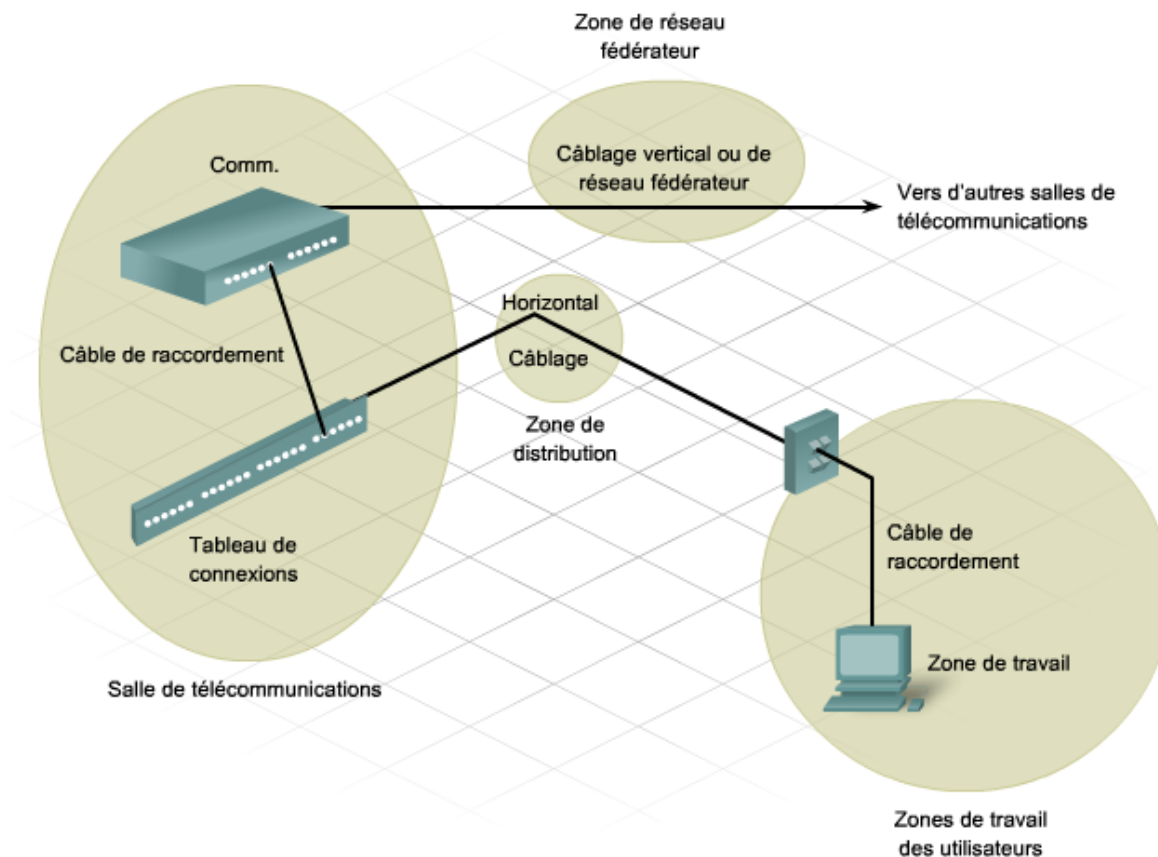 Zone de réseau
fédérateur
Comm.
Câblage vertical ou de
réseau fédérateur
Vers d'autres salles de
télécommunications
Horizontal
Câble de raccordement
Câblage
Zone de
distribution
Tableau de
connexions
Câble de
raccordement
Zone de travail
Salle de télécommunications
Zones de travail
des utilisateurs